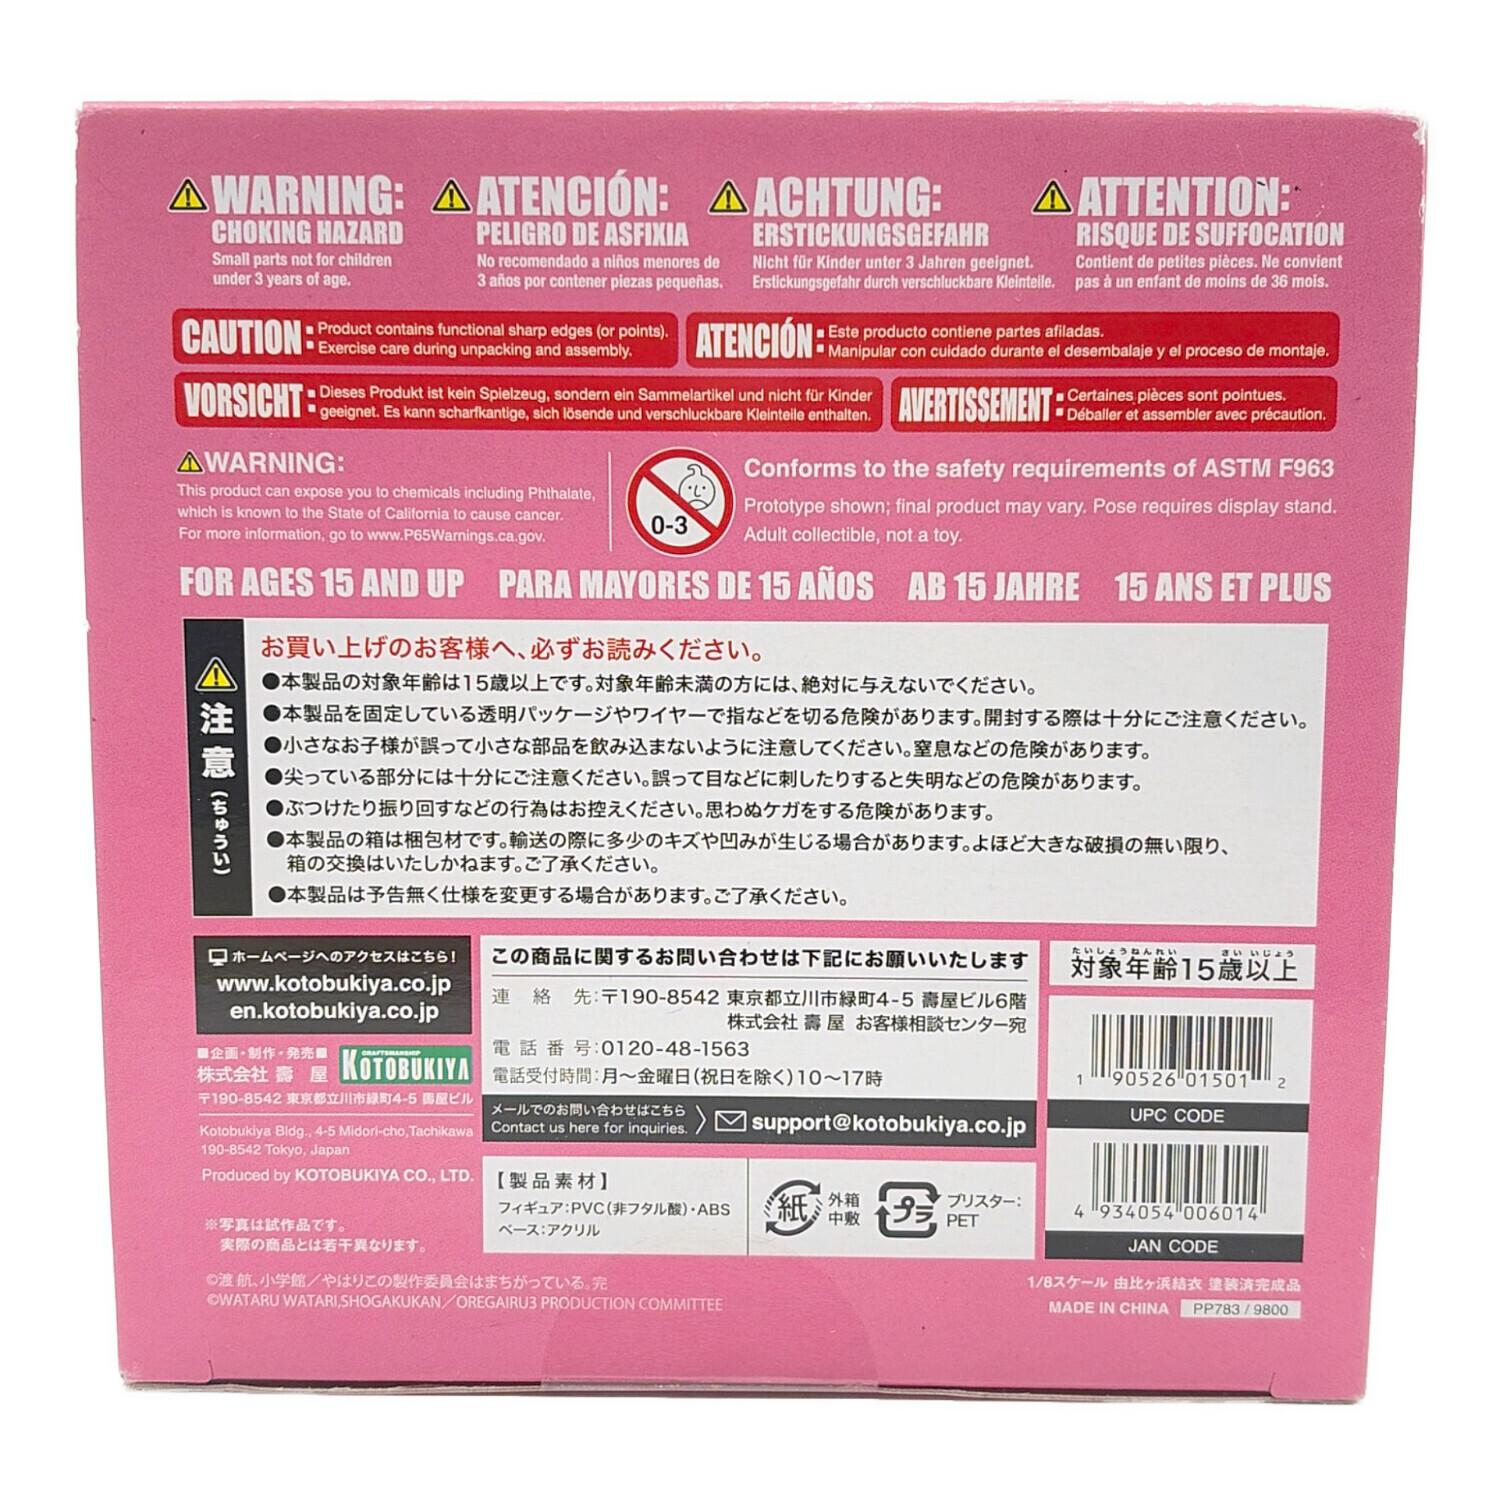 WARNING:
CHOKING HAZARD
Small parts not for children
under 3 years of age.
ATENCIÓN:
PELIGRO DE ASFIXIA
No recomendado a niños menores de
3 años por contener piezas pequeñas.
ACHTUNG:
ERSTICKUNGSGEFAHR
Nicht für Kinder unter 3 Jahren geeignet.
Erstickungsgefahr durch verschluckbare Kleinteile.
ATTENTION:
RISQUE DE SUFFOCATION
Contient de petites pièces. Ne convient
pas à un enfant de moins de 36 mois.
CAUTION: Product contains functional sharp edges (or points).
Exercise care during unpacking and assembly.
ATENCIÓN: Este producto contiene partes afiladas.
Manipular con cuidado durante el desembalaje y el proceso de montaje.
VORSICHT: Dieses Produkt ist kein Spielzeug, sondern ein Sammelartikel und nicht für Kinder
geeignet. Es kann scharfkantige, sich lösende und verschluckbare Kleinteile enthalten.
AVERTISSEMENT: Certaines pièces sont pointues.
Déballer et assembler avec précaution.
WARNING:
This product can expose you to chemicals including Phthalate,
which is known to the State of California to cause cancer.
For more information, go to www.P65Warnings.ca.gov.
0-3
Conforms to the safety requirements of ASTM F963
Prototype shown; final product may vary. Pose requires display stand.
Adult collectible, not a toy.
FOR AGES 15 AND UP PARA MAYORES DE 15 AÑOS AB 15 JAHRE 15 ANS ET PLUS
注意(ちゅうい)
お買い上げのお客様へ、必ずお読みください。
●本製品の対象年齢は15歳以上です。対象年齢未満の方には、絶対に与えないでください。
●本製品を固定している透明パッケージやワイヤーで指などを切る危険があります。開封する際は十分にご注意ください。
●小さなお子様が誤って小さな部品を飲み込まないように注意してください。窒息などの危険があります。
●尖っている部分には十分にご注意ください。誤って目などに刺したりすると失明などの危険があります。
●ぶつけたり振り回すなどの行為はお控えください。思わぬケガをする危険があります。
●本製品の箱は梱包材です。輸送の際に多少のキズや凹みが生じる場合があります。よほど大きな破損の無い限り、
箱の交換はいたしかねます。ご了承ください。
●本製品は予告無く仕様を変更する場合があります。ご了承ください。
ホームページへのアクセスはこちら!
www.kotobukiya.co.jp
en.kotobukiya.co.jp
■企画・制作・発売■
株式会社 壽 屋
CRAFTSMANSHIP
KOTOBUKIYA
〒190-8542 東京都立川市緑町4-5 壽屋ビル
Kotobukiya Bldg., 4-5 Midori-cho,Tachikawa
190-8542 Tokyo, Japan
Produced by KOTOBUKIYA CO., LTD.
※写真は試作品です。
実際の商品とは若干異なります。
この商品に関するお問い合わせは下記にお願いいたします
連絡先:〒190-8542 東京都立川市緑町4-5 壽屋ビル6階
株式会社 壽 屋 お客様相談センター宛
電話番号:0120-48-1563
電話受付時間:月~金曜日(祝日を除く)10~17時
メールでのお問い合わせはこちら
Contact us here for inquiries.
support@kotobukiya.co.jp
【製品素材】
フィギュア:PVC(非フタル酸)・ABS
ベース:アクリル
紙
外箱
中敷
プラ
ブリスター:
PET
たいしょうねんれい さい いじょう
対象年齢15歳以上
1 90526 01501 2
UPC CODE
4 934054 006014
JAN CODE
©渡 航、小学館/やはりこの製作委員会はまちがっている。完
©WATARU WATARI,SHOGAKUKAN/OREGAIRU3 PRODUCTION COMMITTEE
1/8スケール 由比ヶ浜結衣 塗装済完成品
MADE IN CHINA PP783 / 9800